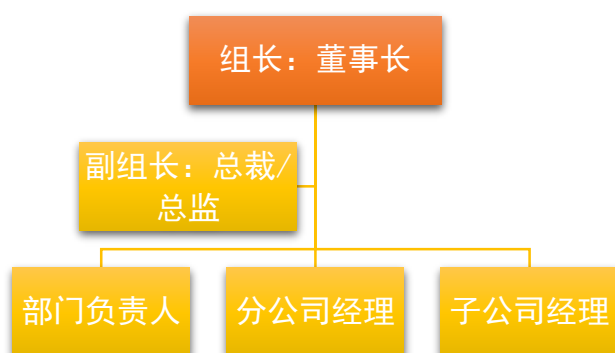 组长：董事长
副组长：总裁/
总监
部门负责人
分公司经理
子公司经理